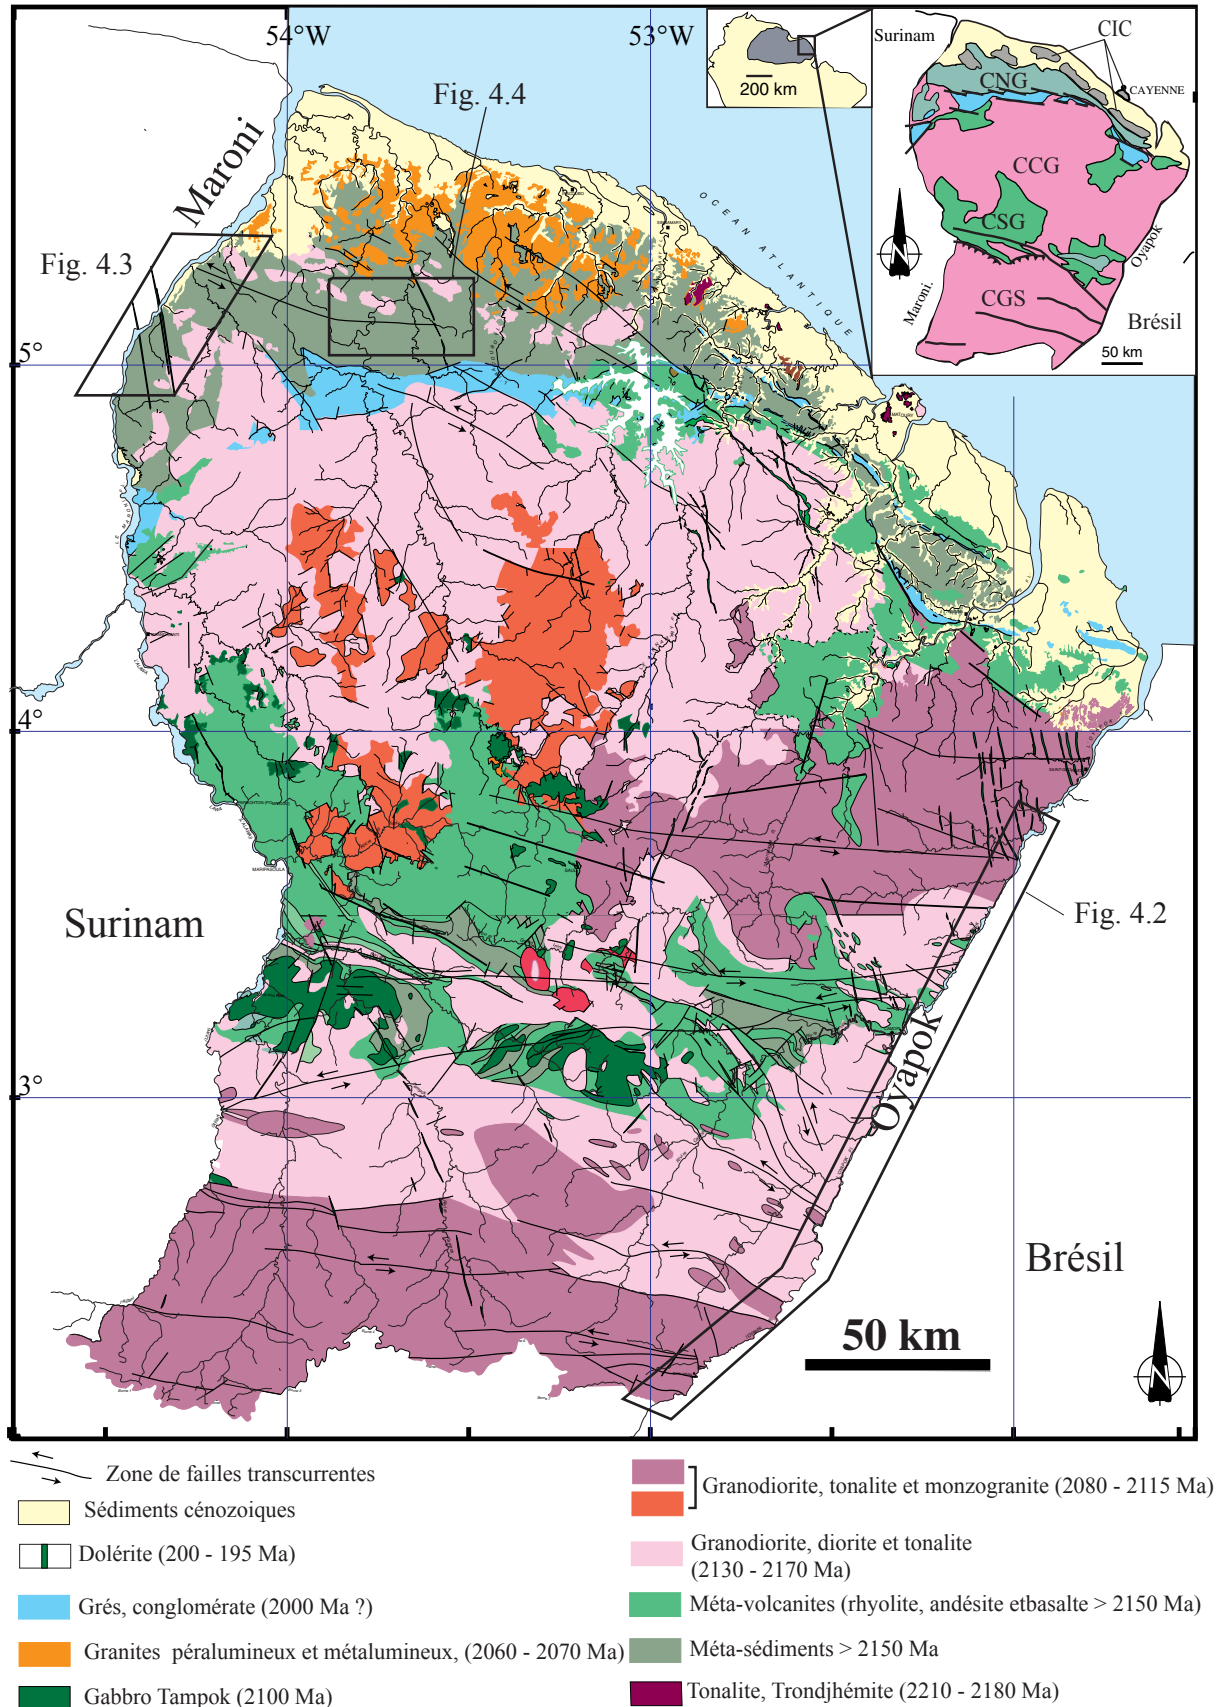 54°W
53°W
Surinam
CIC
CNG
CAYENNE
CCG
CSG
CGS
Oyapok
Maroni.
Brésil
50 km
200 km
Fig. 4.4
Maroni
Fig. 4.3
OCEAN ATLANTIQUE
5°
4°
MARIPASOULA
Surinam
Fig. 4.2
3°
Oyapok
Brésil
50 km
N
Zone de failles transcurrentes
Sédiments cénozoiques
Dolérite (200 - 195 Ma)
Grés, conglomérate (2000 Ma ?)
Granites péralumineux et métalumineux, (2060 - 2070 Ma)
Gabbro Tampok (2100 Ma)
Granodiorite, tonalite et monzogranite (2080 - 2115 Ma)
Granodiorite, diorite et tonalite
(2130 - 2170 Ma)
Méta-volcanites (rhyolite, andésite etbasalte > 2150 Ma)
Méta-sédiments > 2150 Ma
Tonalite, Trondjhémite (2210 - 2180 Ma)